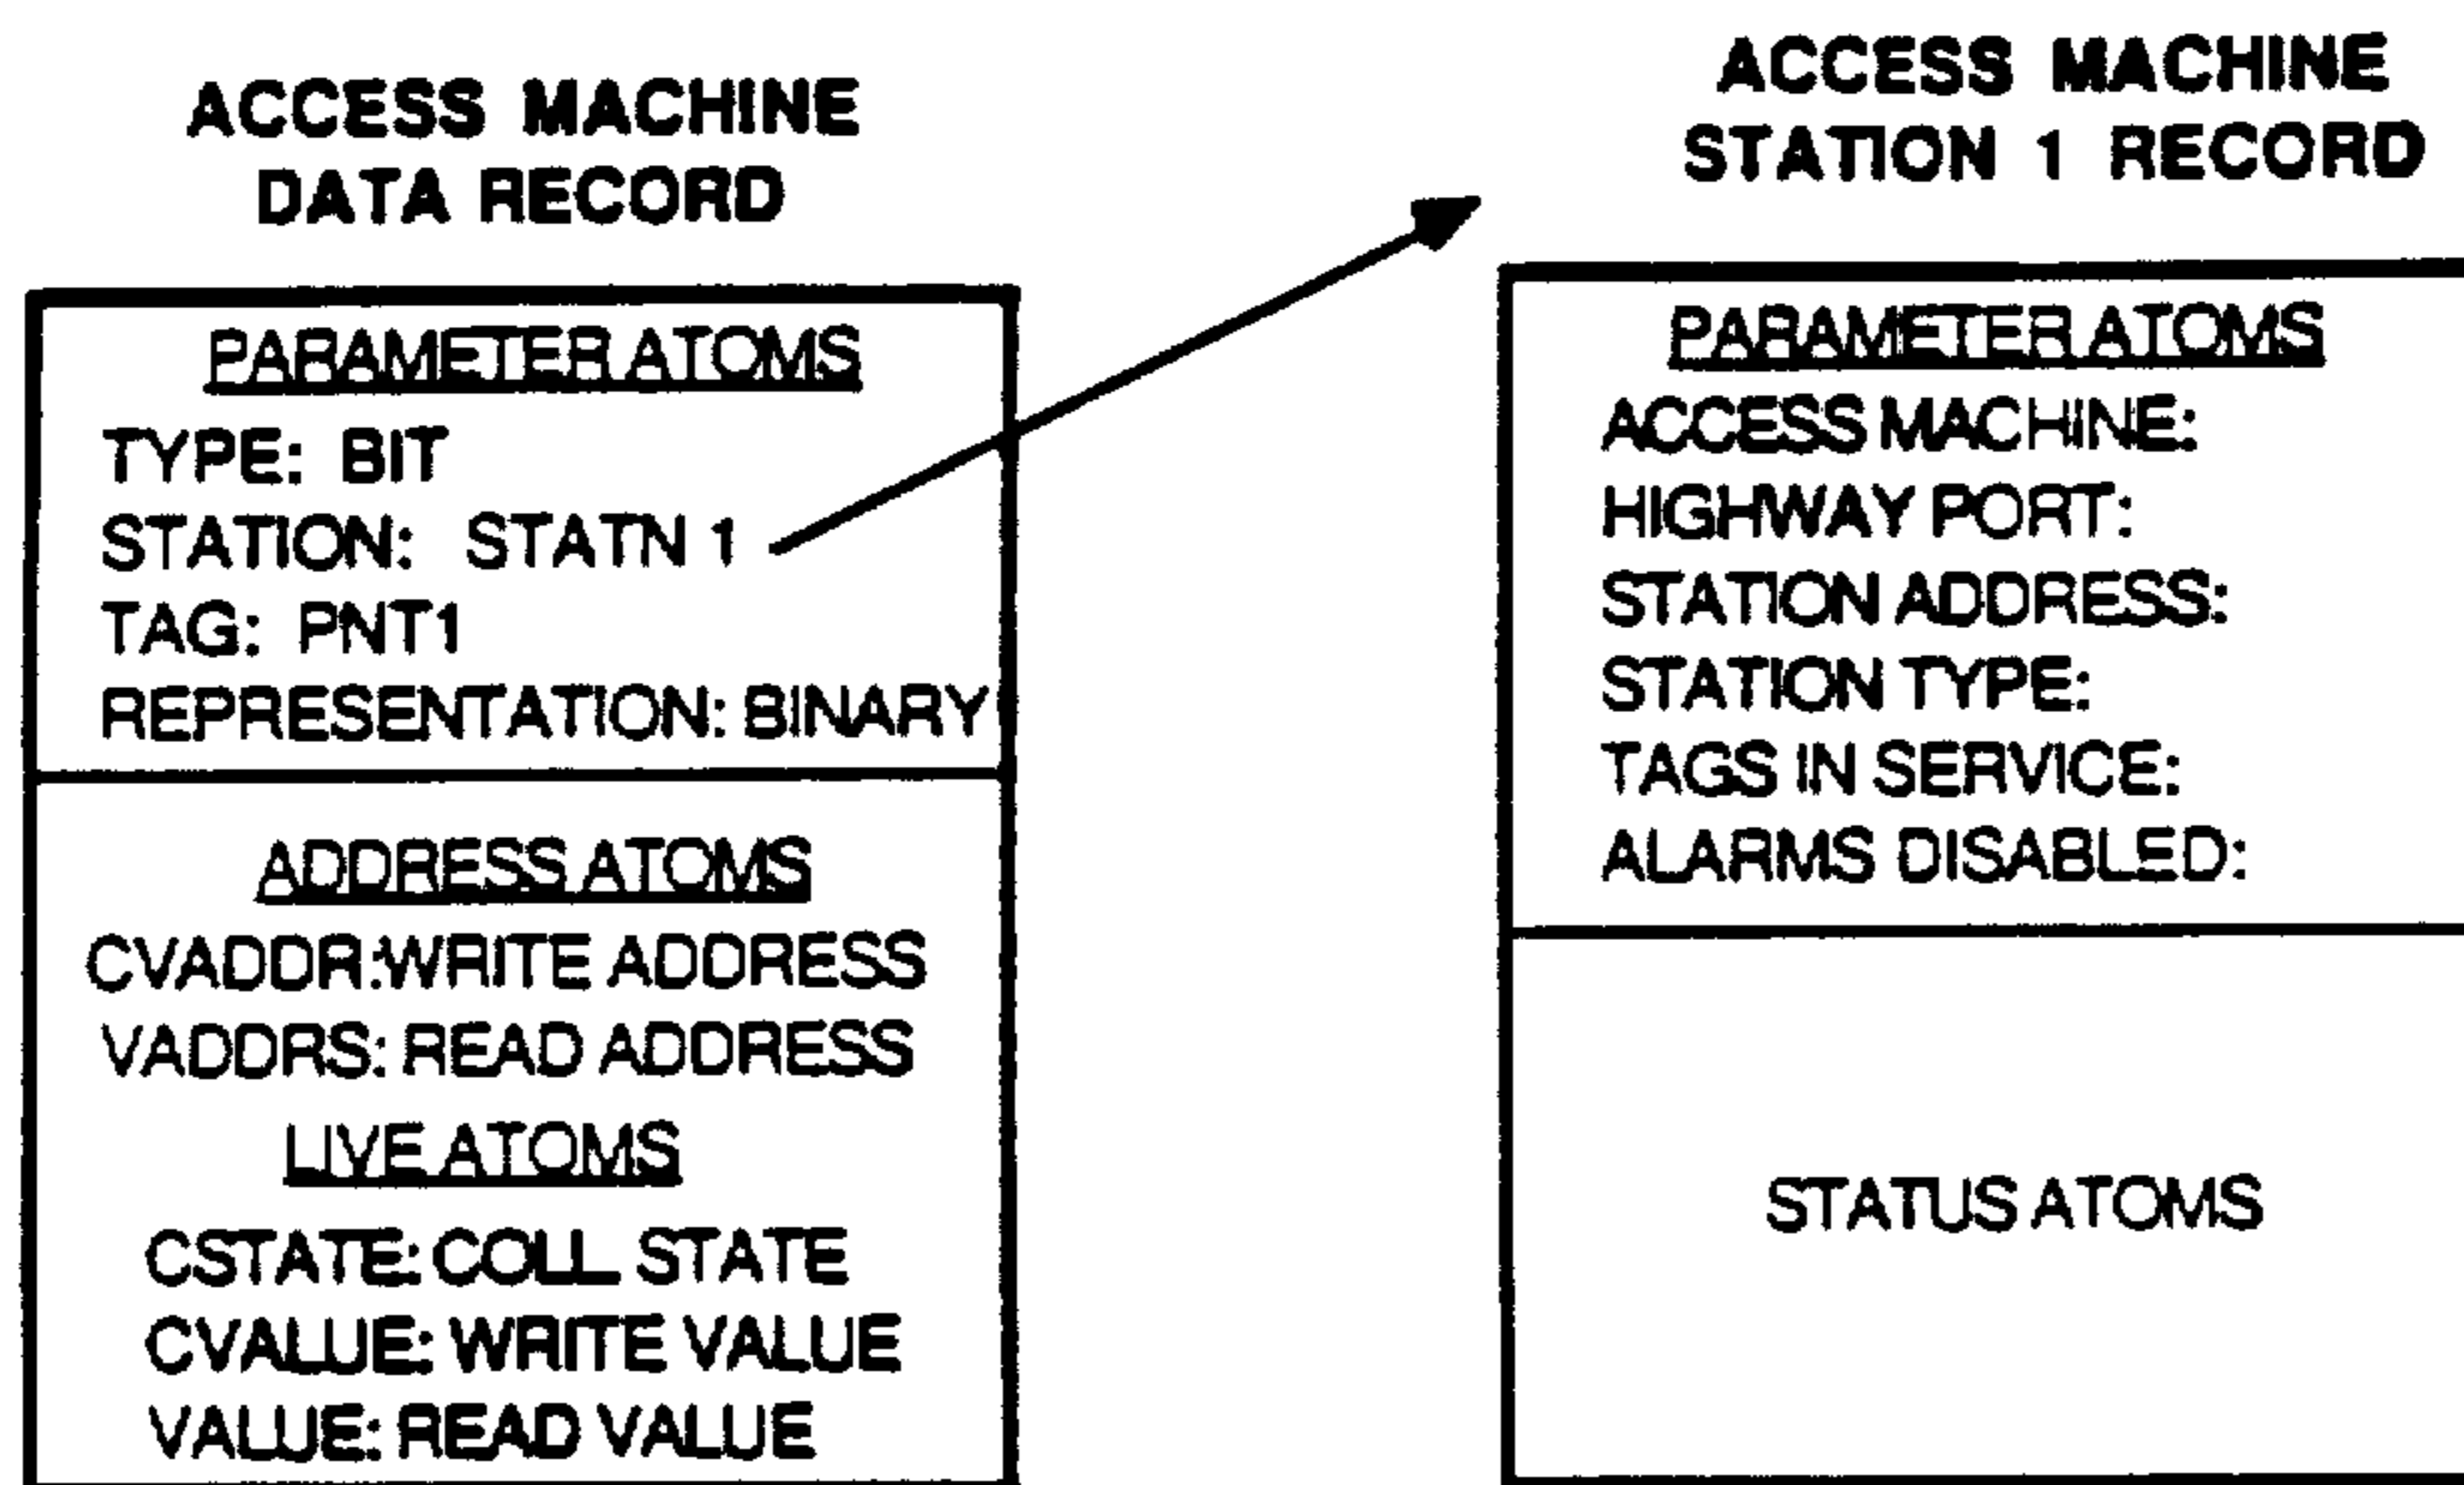 ACCESS MACHINE
DATA RECORD
PARAMETER ATOMS
TYPE: BIT
STATION: STATN 1
TAG: PNT1
REPRESENTATION: BINARY
ADDRESS ATOMS
CVADDR:WRITE ADDRESS
VADDRS: READ ADDRESS
LIVE ATOMS
CSTATE: COLL STATE
CVALUE: WRITE VALUE
VALUE: READ VALUE
ACCESS MACHINE
STATION 1 RECORD
PARAMETER ATOMS
ACCESS MACHINE:
HIGHWAY PORT:
STATION ADDRESS:
STATION TYPE:
TAGS IN SERVICE:
ALARMS DISABLED:
STATUS ATOMS